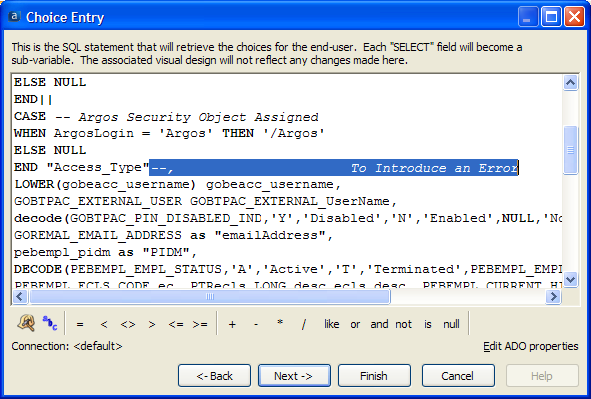 Choice Entry
This is the SQL statement that will retrieve the choices for the end-user. Each "SELECT" field will become a
sub-variable. The associated visual design will not reflect any changes made here.
ELSE NULL
END||
CASE -- Argos Security Object Assigned
WHEN ArgosLogin = 'Argos' THEN '/Argos'
ELSE NULL
END "Access_Type"--, To Introduce an Error
LOWER(gobeacc_username) gobeacc_username,
GOBTPAC_EXTERNAL_USER GOBTPAC_EXTERNAL_UserName,
decode(GOBTPAC_PIN_DISABLED_IND,'Y','Disabled','N','Enabled',NULL,'No
GOREMAL_EMAIL_ADDRESS as "emailAddress",
pebempl_pidm as "PIDM",
DECODE(PEBEMPL_EMPL_STATUS,'A','Active','T','Terminated',PEBEMPL_EMPL
PEBEMPL_ECLS_CODE ec, PTRecls_LONG_desc ecls_desc, PEBEMPL_CURRENT_HI
= < <> > <= >= + - * / like or and not is null
Connection: <default>
Edit ADO properties
<- Back
Next ->
Finish
Cancel
Help